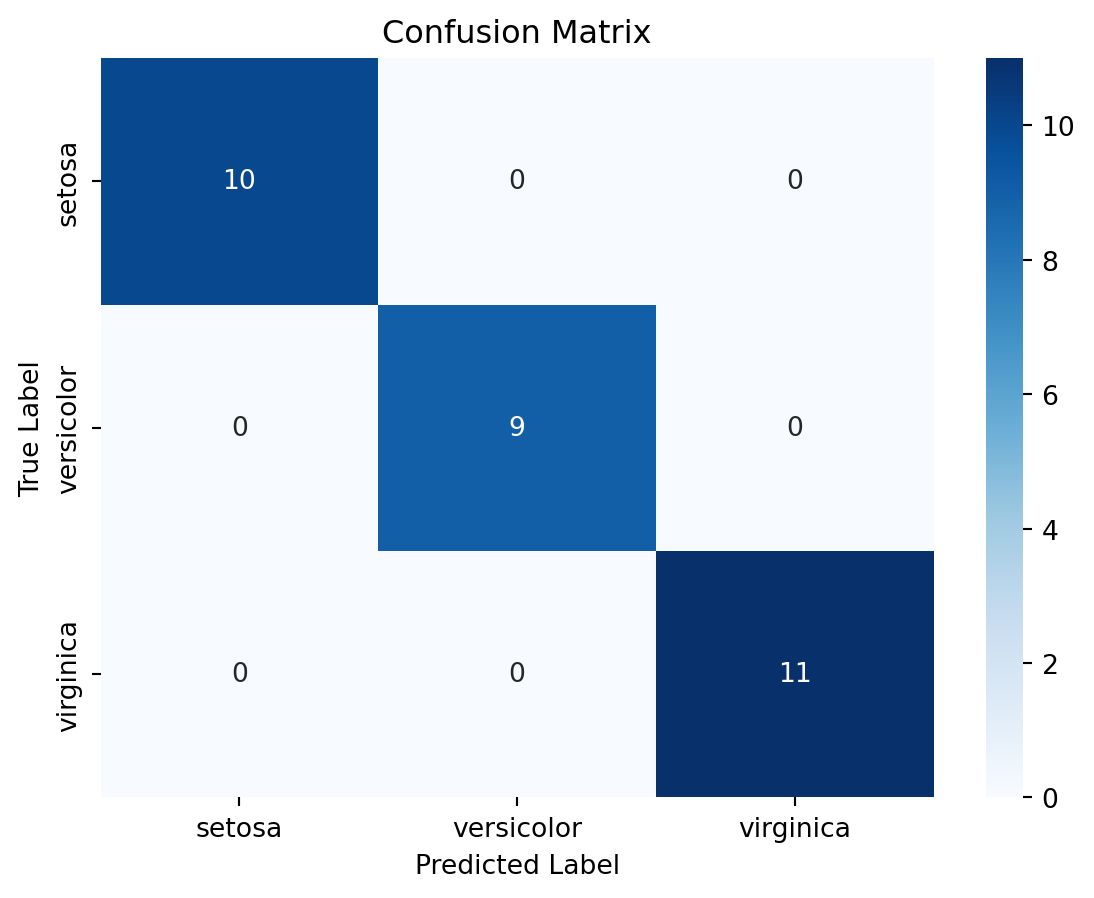 Confusion Matrix
True Label
setosa
10 0 0
versicolor
0 9 0
virginica
0 0 11
setosa versicolor virginica
Predicted Label
10
8
6
4
2
0